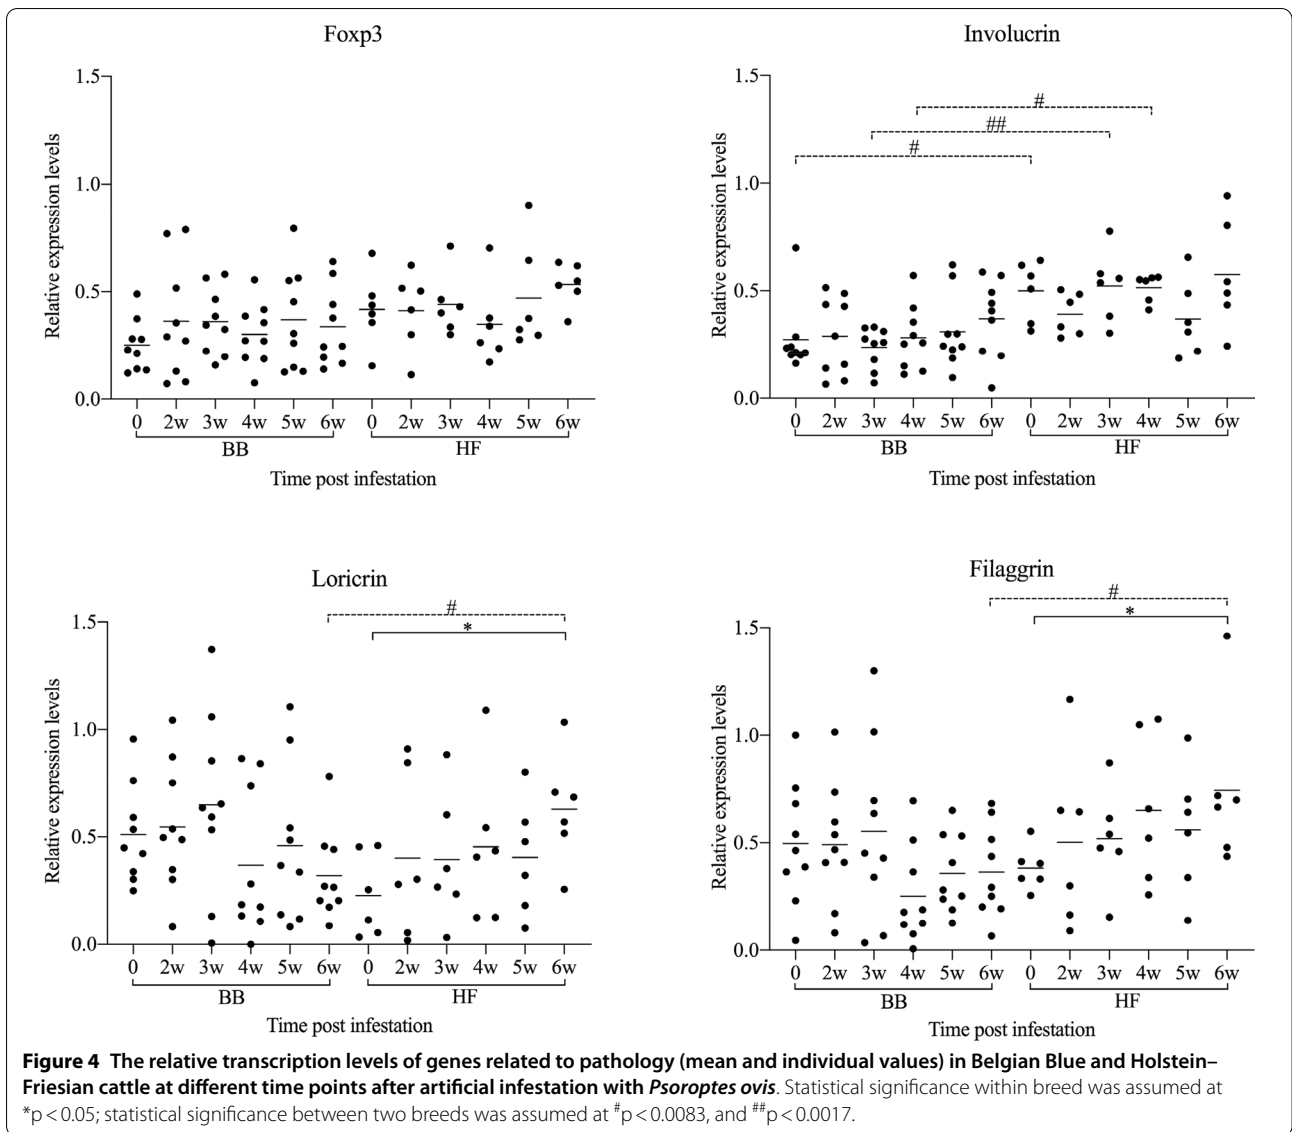 Foxp3
Relative expression levels
1.5
1.0
0.5
0.0
0 2w 3w 4w 5w 6w 0 2w 3w 4w 5w 6w
BB HF
Time post infestation
Involucrin
Relative expression levels
1.5
1.0
0.5
0.0
#
##
#
0 2w 3w 4w 5w 6w 0 2w 3w 4w 5w 6w
BB HF
Time post infestation
Loricrin
Relative expression levels
1.5
1.0
0.5
0.0
#
*
0 2w 3w 4w 5w 6w 0 2w 3w 4w 5w 6w
BB HF
Time post infestation
Filaggrin
Relative expression levels
1.5
1.0
0.5
0.0
#
*
0 2w 3w 4w 5w 6w 0 2w 3w 4w 5w 6w
BB HF
Time post infestation
Figure 4 The relative transcription levels of genes related to pathology (mean and individual values) in Belgian Blue and Holstein–
Friesian cattle at different time points after artificial infestation with Psoroptes ovis. Statistical significance within breed was assumed at
*p < 0.05; statistical significance between two breeds was assumed at #p < 0.0083, and ##p < 0.0017.